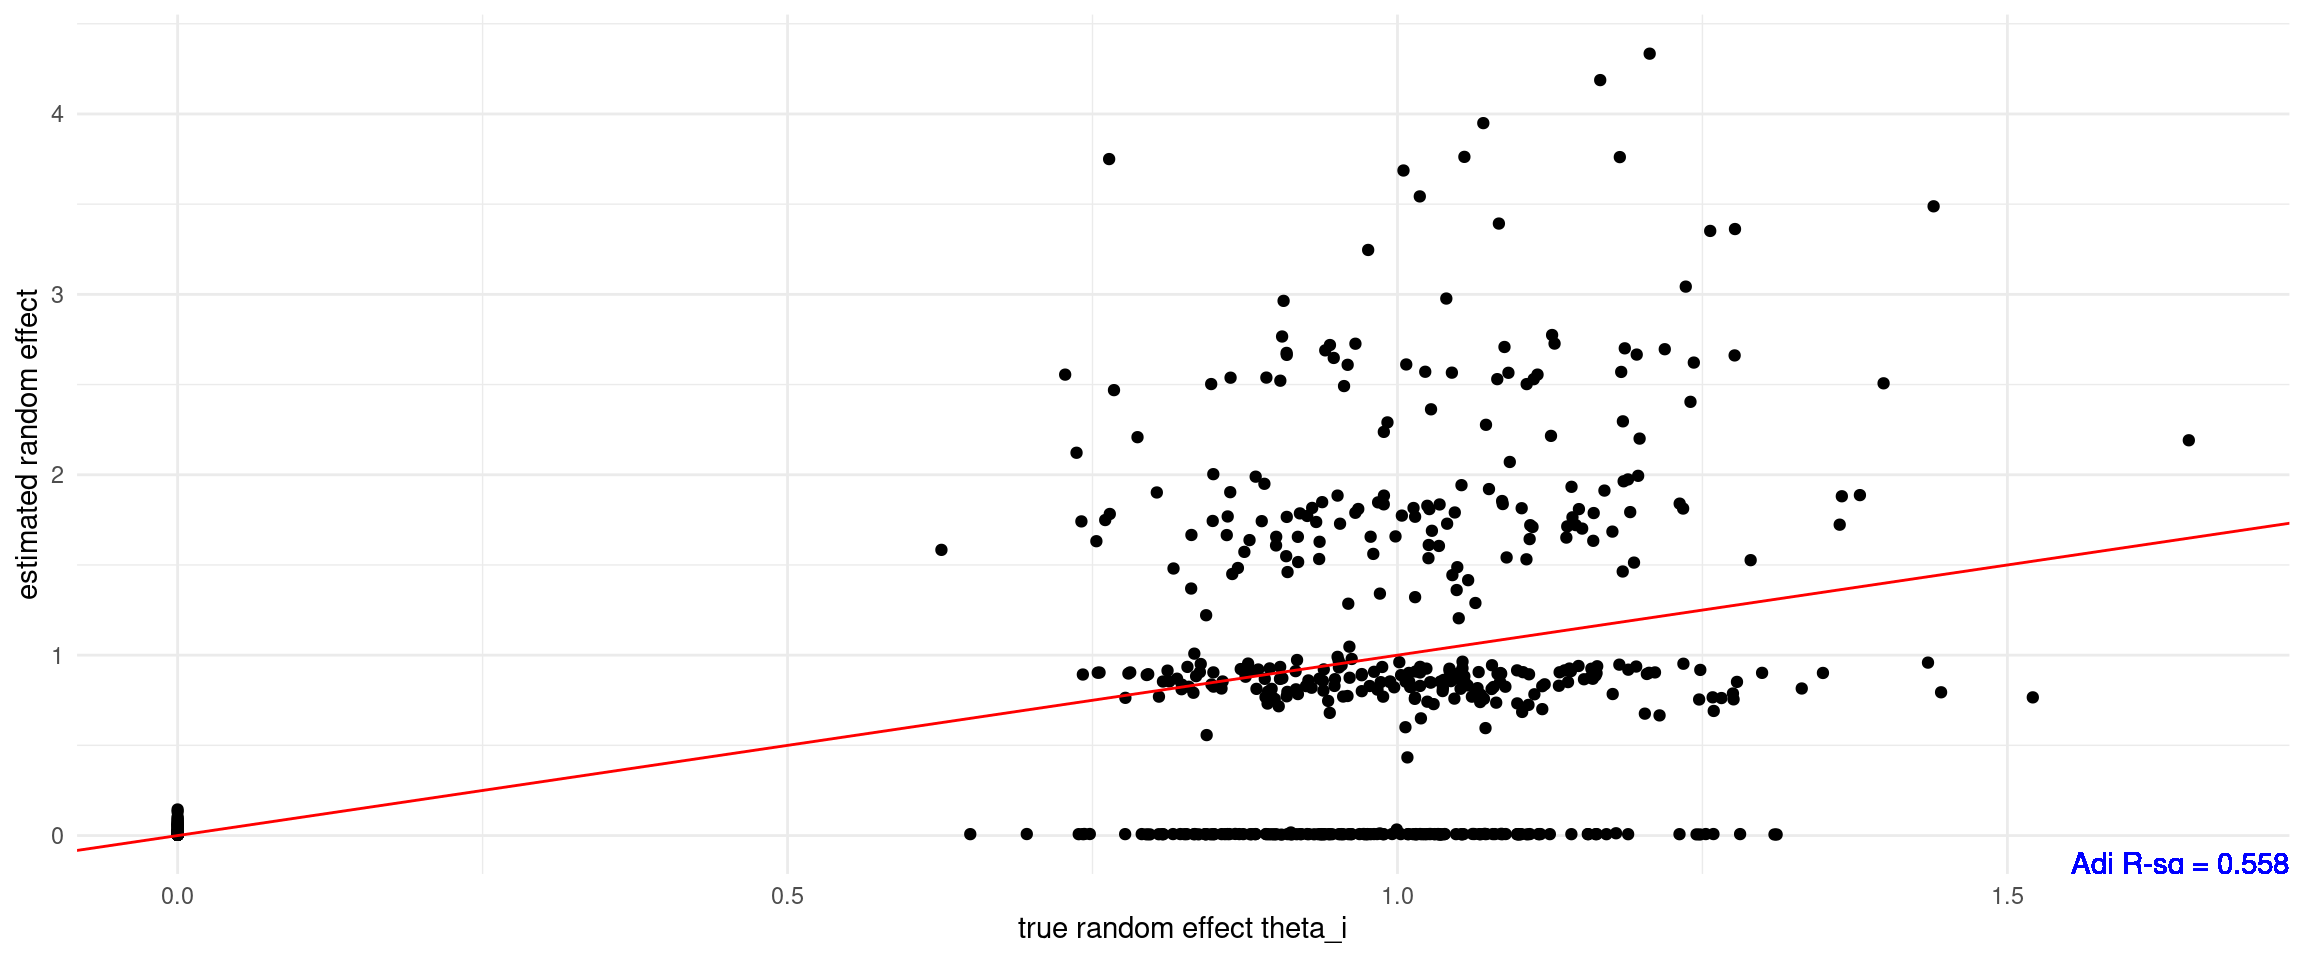 4
3
2
1
0
estimated random effect
0.0 0.5 1.0 1.5
true random effect theta_i
Adj R-sq = 0.558